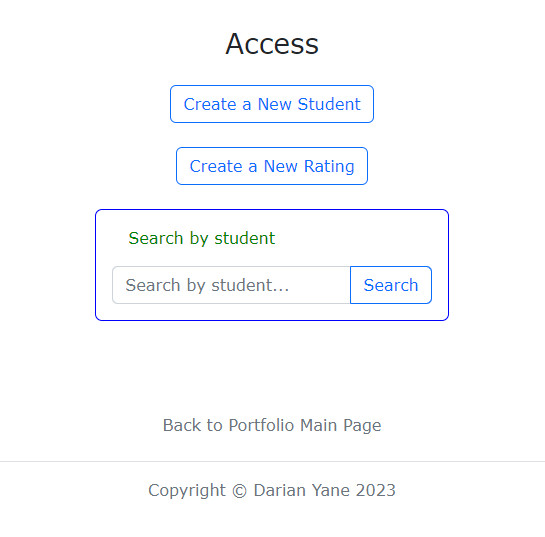 Access
Create a New Student
Create a New Rating
Search by student
Search by student...
Search
Back to Portfolio Main Page
Copyright © Darian Yane 2023